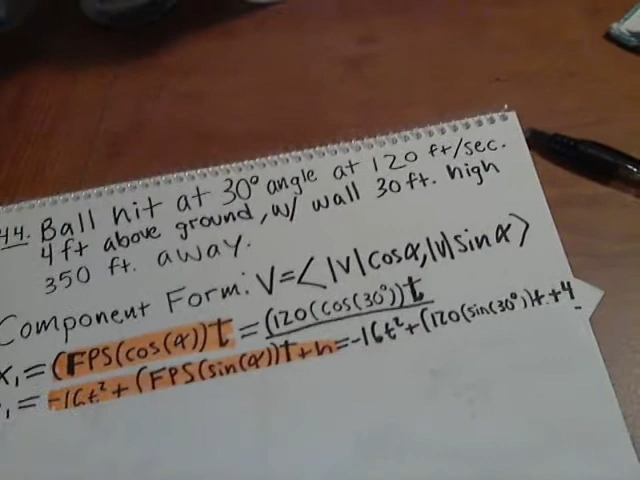 44. Ball hit at 30° angle at 120 ft/sec.
4 ft above ground, w/ wall 30 ft. high
350 ft. away.
Component Form: V=⟨|V|cosα,|V|sinα⟩
x₁=(FPS(cos(α))t=(120(cos(30°))t
₁=-16t²+(FPS(sin(α))t+h=-16t²+(120(sin(30°)t+4